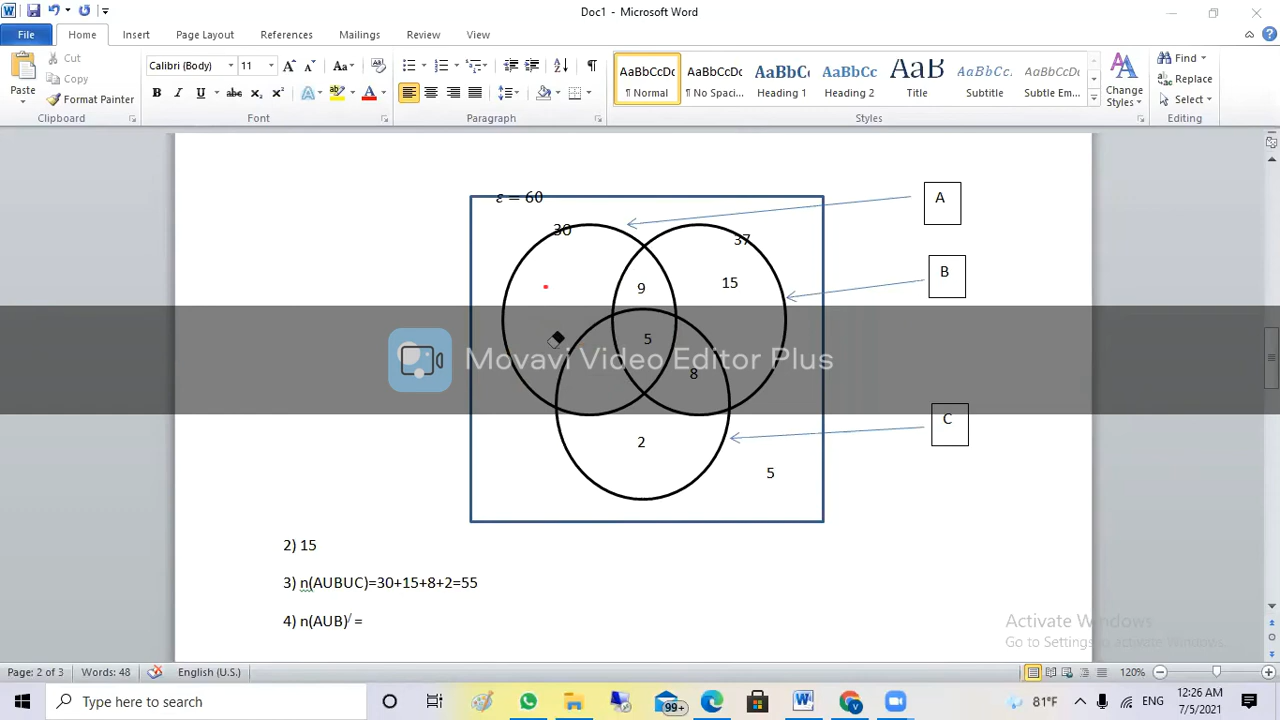 Doc1 - Microsoft Word
File Home Insert Page Layout References Mailings Review View
Paste
Cut
Copy
Format Painter
Clipboard
Calibri (Body) 11
Font
Paragraph
AaBbCcDc AaBbCcDc AaBbCc AaBbCc AaB AaBbCcD AaBbCcDc
¶ Normal ¶ No Spaci... Heading 1 Heading 2 Title Subtitle Subtle Em...
Change Styles
Styles
Find
Replace
Select
Editing
ε = 60
A
30
37
B
9
15
5
Movavi Video Editor Plus
8
C
2
5
2) 15
3) n(AUBUC)=30+15+8+2=55
4) n(AUB)/ =
Activate Windows
Go to Settings to activate Windows.
Page: 2 of 3 Words: 48 English (U.S.) 120%
Type here to search
99+
81°F
ENG
12:26 AM
7/5/2021